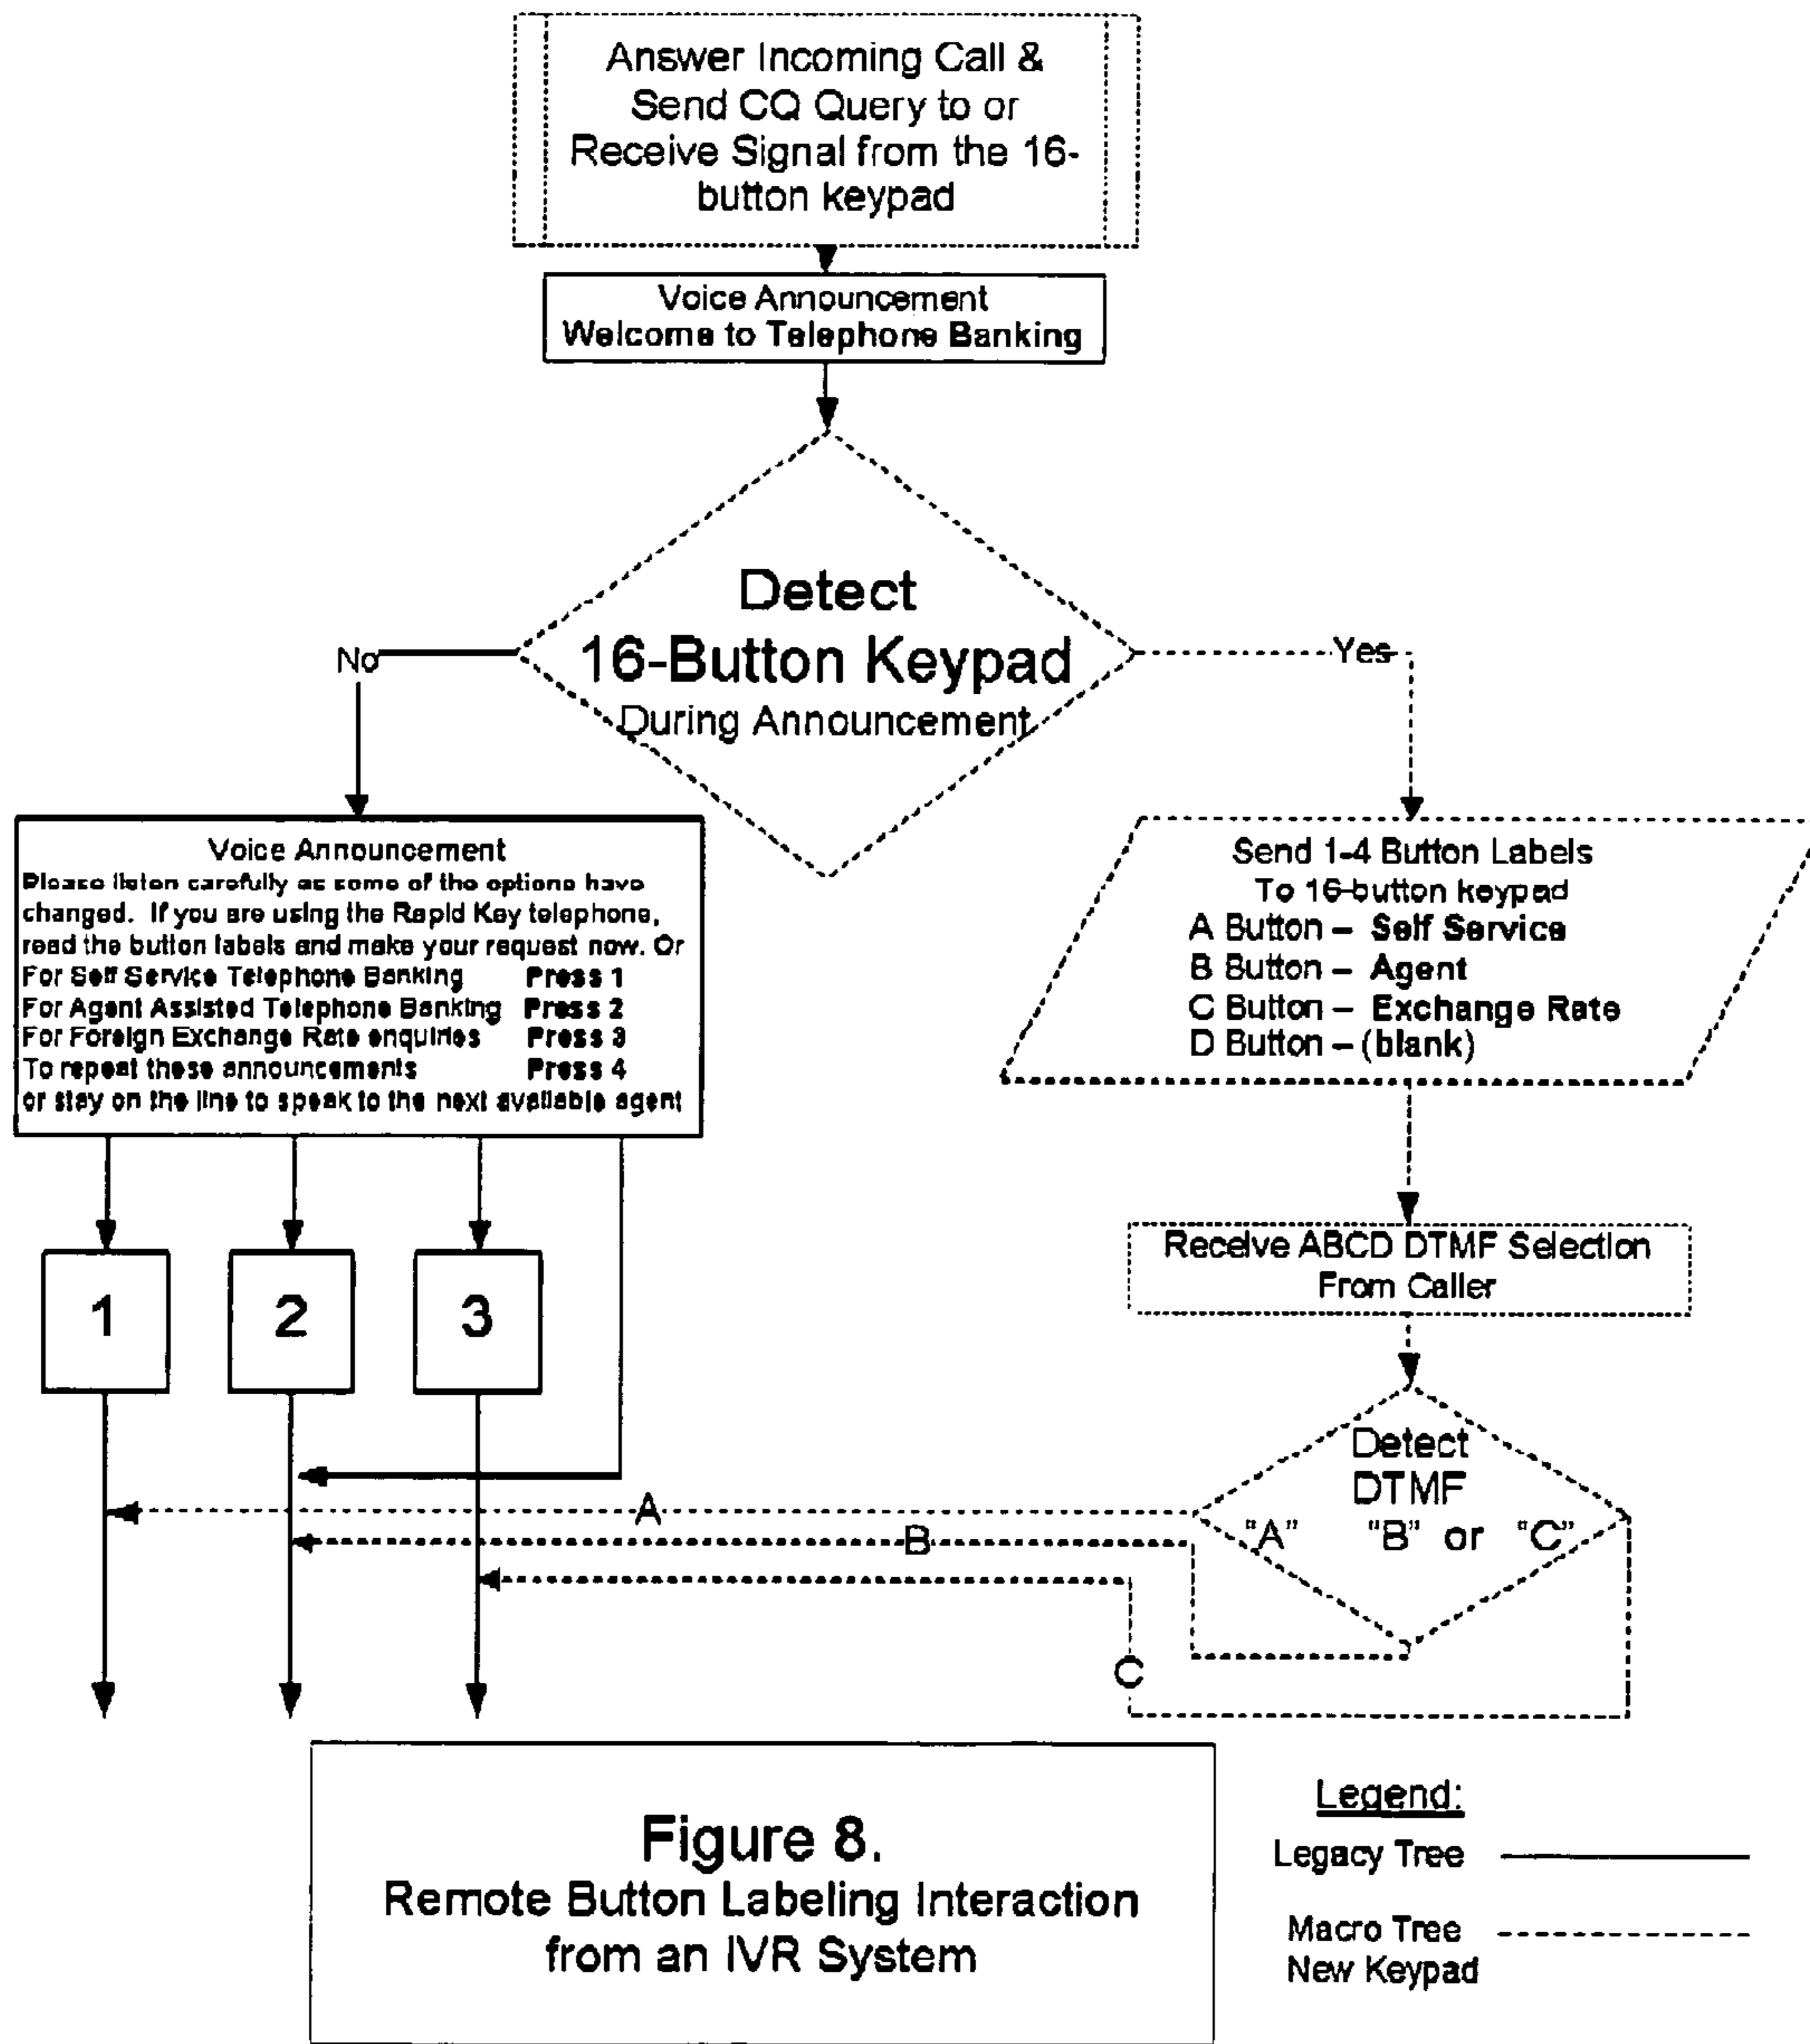 Answer Incoming Call &
Send CQ Query to or
Receive Signal from the 16-
button keypad
Voice Announcement
Welcome to Telephone Banking
Detect
16-Button Keypad
During Announcement
No
Yes
Voice Announcement
Please listen carefully as some of the options have
changed. If you are using the Rapid Key telephone,
read the button labels and make your request now. Or
For Self Service Telephone Banking Press 1
For Agent Assisted Telephone Banking Press 2
For Foreign Exchange Rate enquiries Press 3
To repeat these announcements Press 4
or stay on the line to speak to the next available agent
Send 1-4 Button Labels
To 16-button keypad
A Button – Self Service
B Button – Agent
C Button – Exchange Rate
D Button – (blank)
Receive ABCD DTMF Selection
From Caller
1
2
3
Detect
DTMF
"A" "B" or "C"
A
B
C
Figure 8.
Remote Button Labeling Interaction
from an IVR System
Legend:
Legacy Tree
Macro Tree
New Keypad